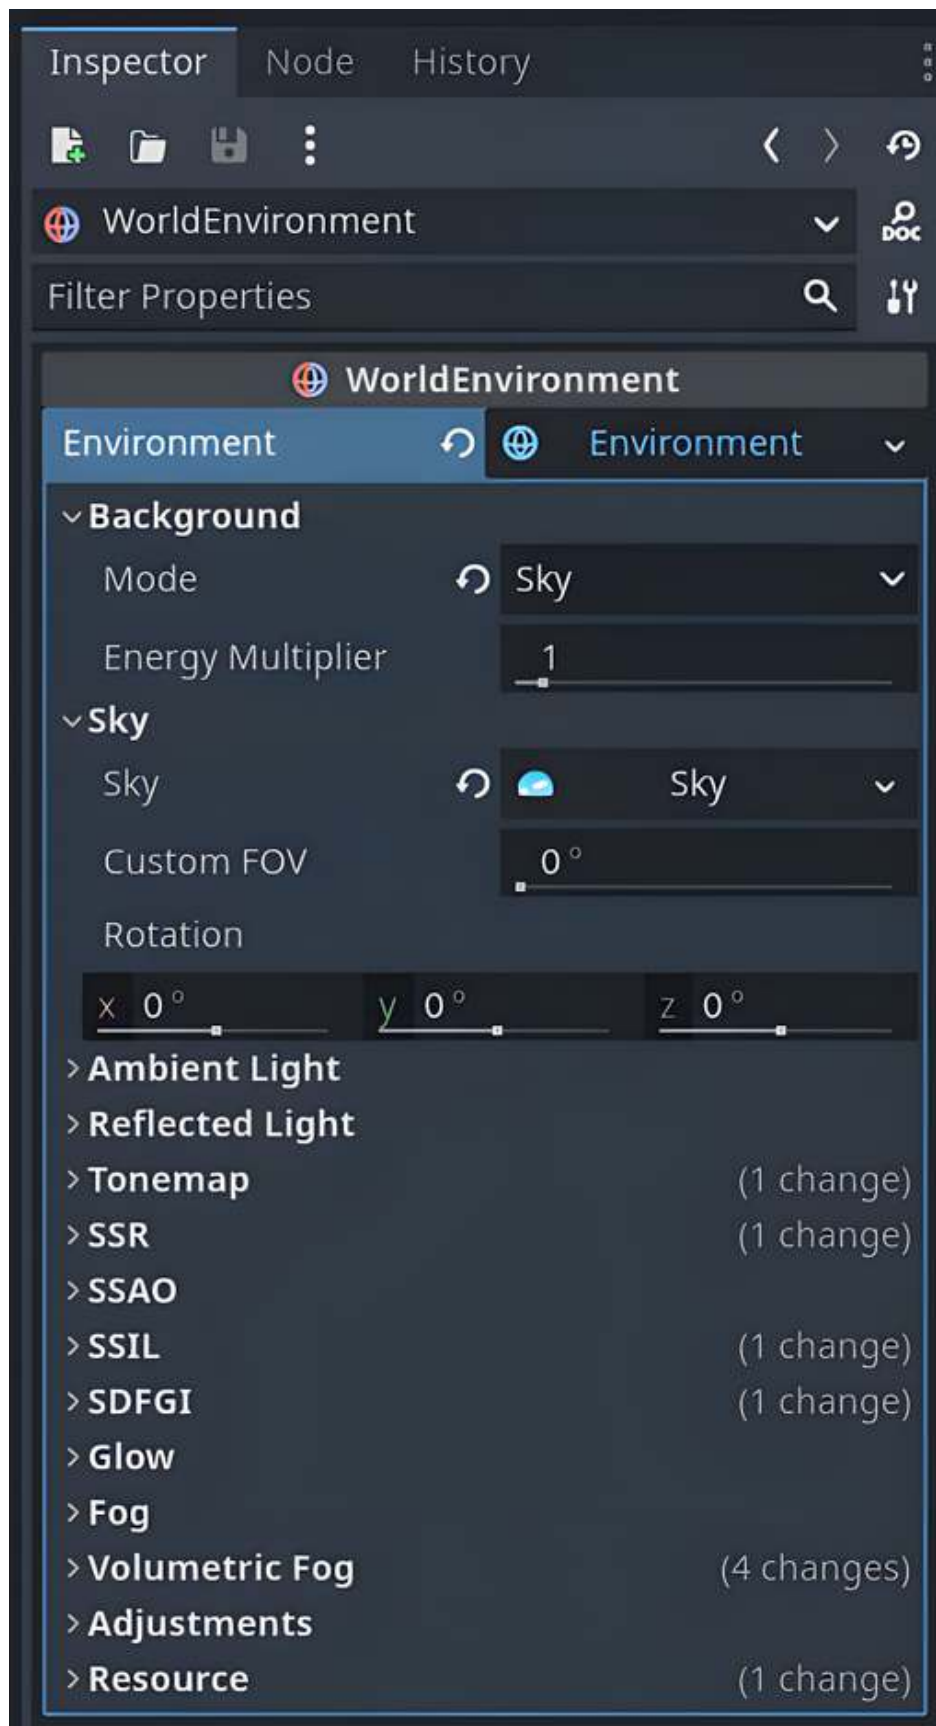 Inspector Node History
WorldEnvironment
DOC
Filter Properties
WorldEnvironment
Environment Environment
Background
Mode Sky
Energy Multiplier 1
Sky
Sky Sky
Custom FOV 0 °
Rotation
x 0 ° y 0 ° z 0 °
Ambient Light
Reflected Light
Tonemap (1 change)
SSR (1 change)
SSAO
SSIL (1 change)
SDFGI (1 change)
Glow
Fog
Volumetric Fog (4 changes)
Adjustments
Resource (1 change)